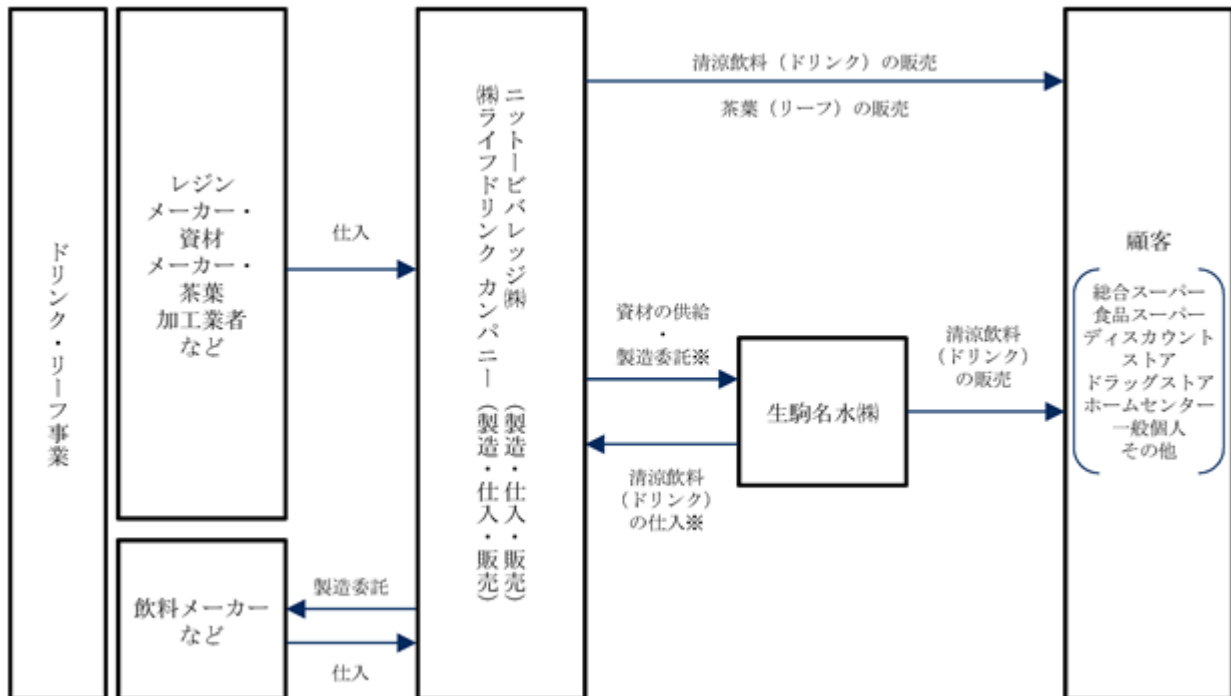 ドリンク・リーフ事業
レジン
メーカー・
資材
メーカー・
茶葉
加工業者
など
飲料メーカー
など
仕入
製造委託
仕入
ニットービバレッジ㈱ (製造・仕入・販売)
㈱ライフドリンク カンパニー (製造・仕入・販売)
清涼飲料（ドリンク）の販売
茶葉（リーフ）の販売
資材の供給
・
製造委託※
清涼飲料
(ドリンク)
の仕入※
生駒名水㈱
清涼飲料
(ドリンク)
の販売
顧客
総合スーパー
食品スーパー
ディスカウント
ストア
ドラッグストア
ホームセンター
一般個人
その他